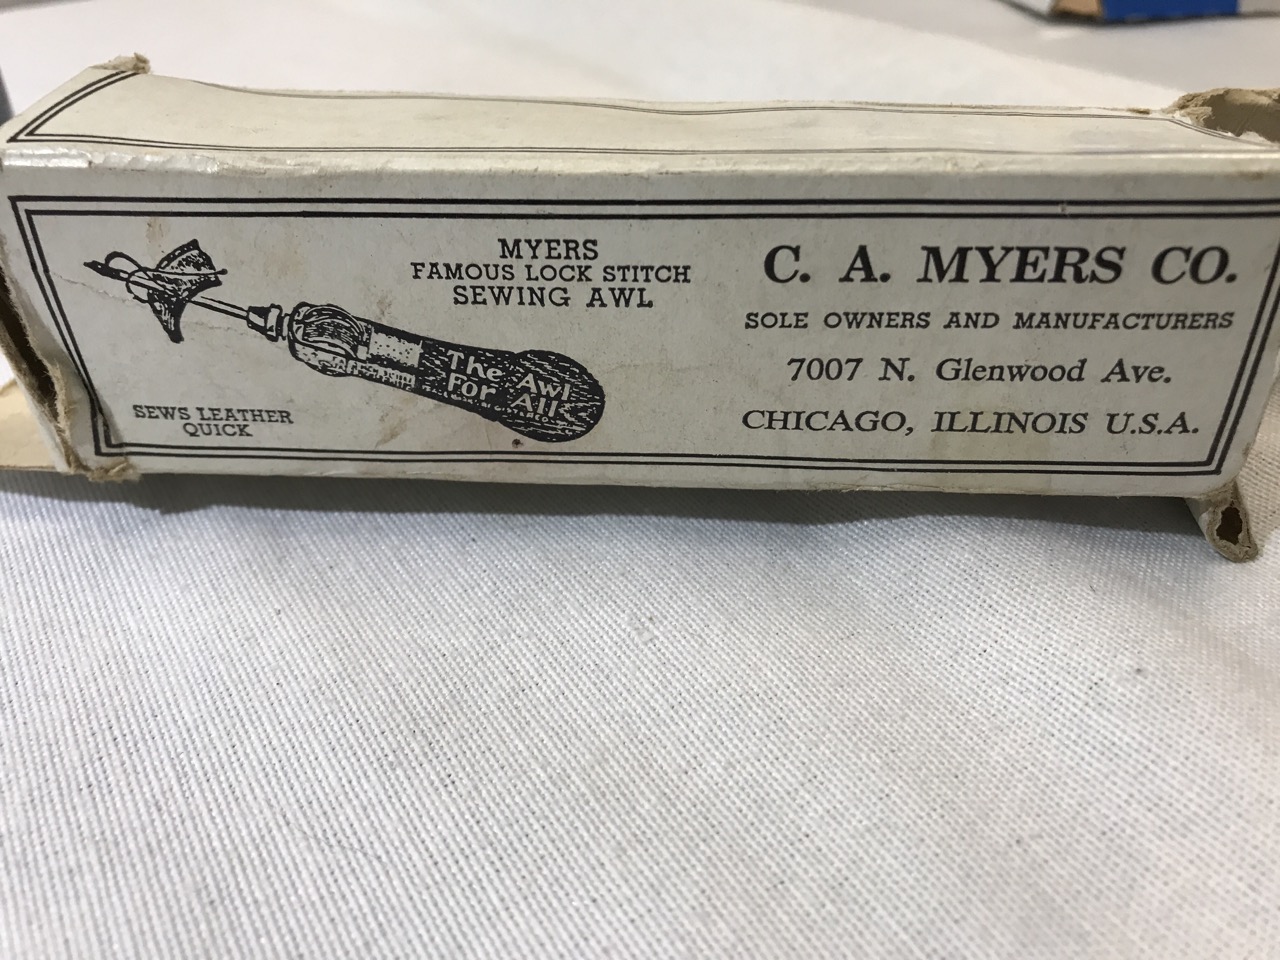 MYERS
FAMOUS LOCK STITCH
SEWING AWL
The Awl
For All
SEWS LEATHER
QUICK
C. A. MYERS CO.
SOLE OWNERS AND MANUFACTURERS
7007 N. Glenwood Ave.
CHICAGO, ILLINOIS U.S.A.